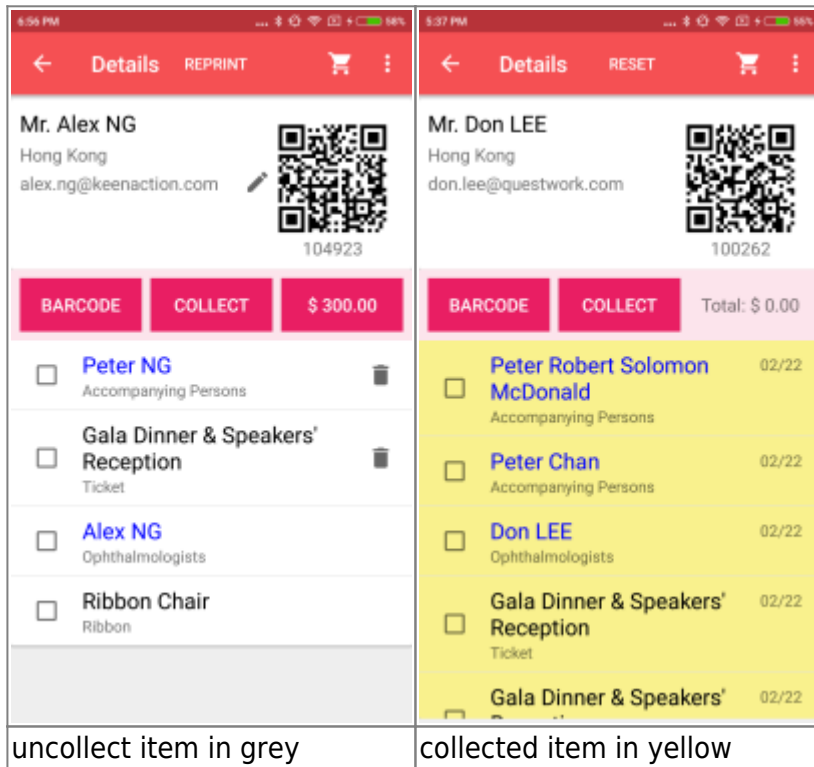 6:56 PM ... 58%
Details REPRINT
Mr. Alex NG
Hong Kong
alex.ng@keenaction.com
104923
BARCODE COLLECT $ 300.00
Peter NG
Accompanying Persons
Gala Dinner & Speakers'
Reception
Ticket
Alex NG
Ophthalmologists
Ribbon Chair
Ribbon
uncollect item in grey
5:37 PM ...
Details RESET
Mr. Don LEE
Hong Kong
don.lee@questwork.com
100262
BARCODE COLLECT Total: $ 0.00
Peter Robert Solomon 02/22
McDonald
Accompanying Persons
Peter Chan 02/22
Accompanying Persons
Don LEE 02/22
Ophthalmologists
Gala Dinner & Speakers' 02/22
Reception
Ticket
Gala Dinner & Speakers' 02/22
collected item in yellow